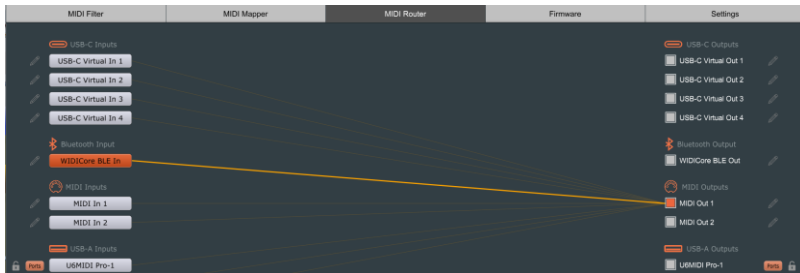 MIDI Filter MIDI Mapper MIDI Router Firmware Settings
USB-C Inputs USB-C Outputs
USB-C Virtual In 1 USB-C Virtual Out 1
USB-C Virtual In 2 USB-C Virtual Out 2
USB-C Virtual In 3 USB-C Virtual Out 3
USB-C Virtual In 4 USB-C Virtual Out 4
Bluetooth Input Bluetooth Output
WIDICore BLE In WIDICore BLE Out
MIDI Inputs MIDI Outputs
MIDI In 1 MIDI Out 1
MIDI In 2 MIDI Out 2
USB-A Inputs USB-A Outputs
Ports U6MIDI Pro-1 U6MIDI Pro-1 Ports